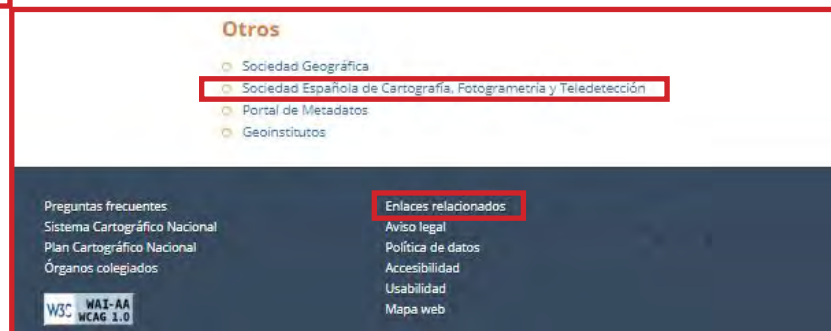 Otros
Sociedad Geográfica
Sociedad Española de Cartografía, Fotogrametría y Teledetección
Portal de Metadatos
Geoinstitutos
Preguntas frecuentes
Sistema Cartográfico Nacional
Plan Cartográfico Nacional
Órganos colegiados
W3C WAI-AA
WCAG 1.0
Enlaces relacionados
Aviso legal
Política de datos
Accesibilidad
Usabilidad
Mapa web